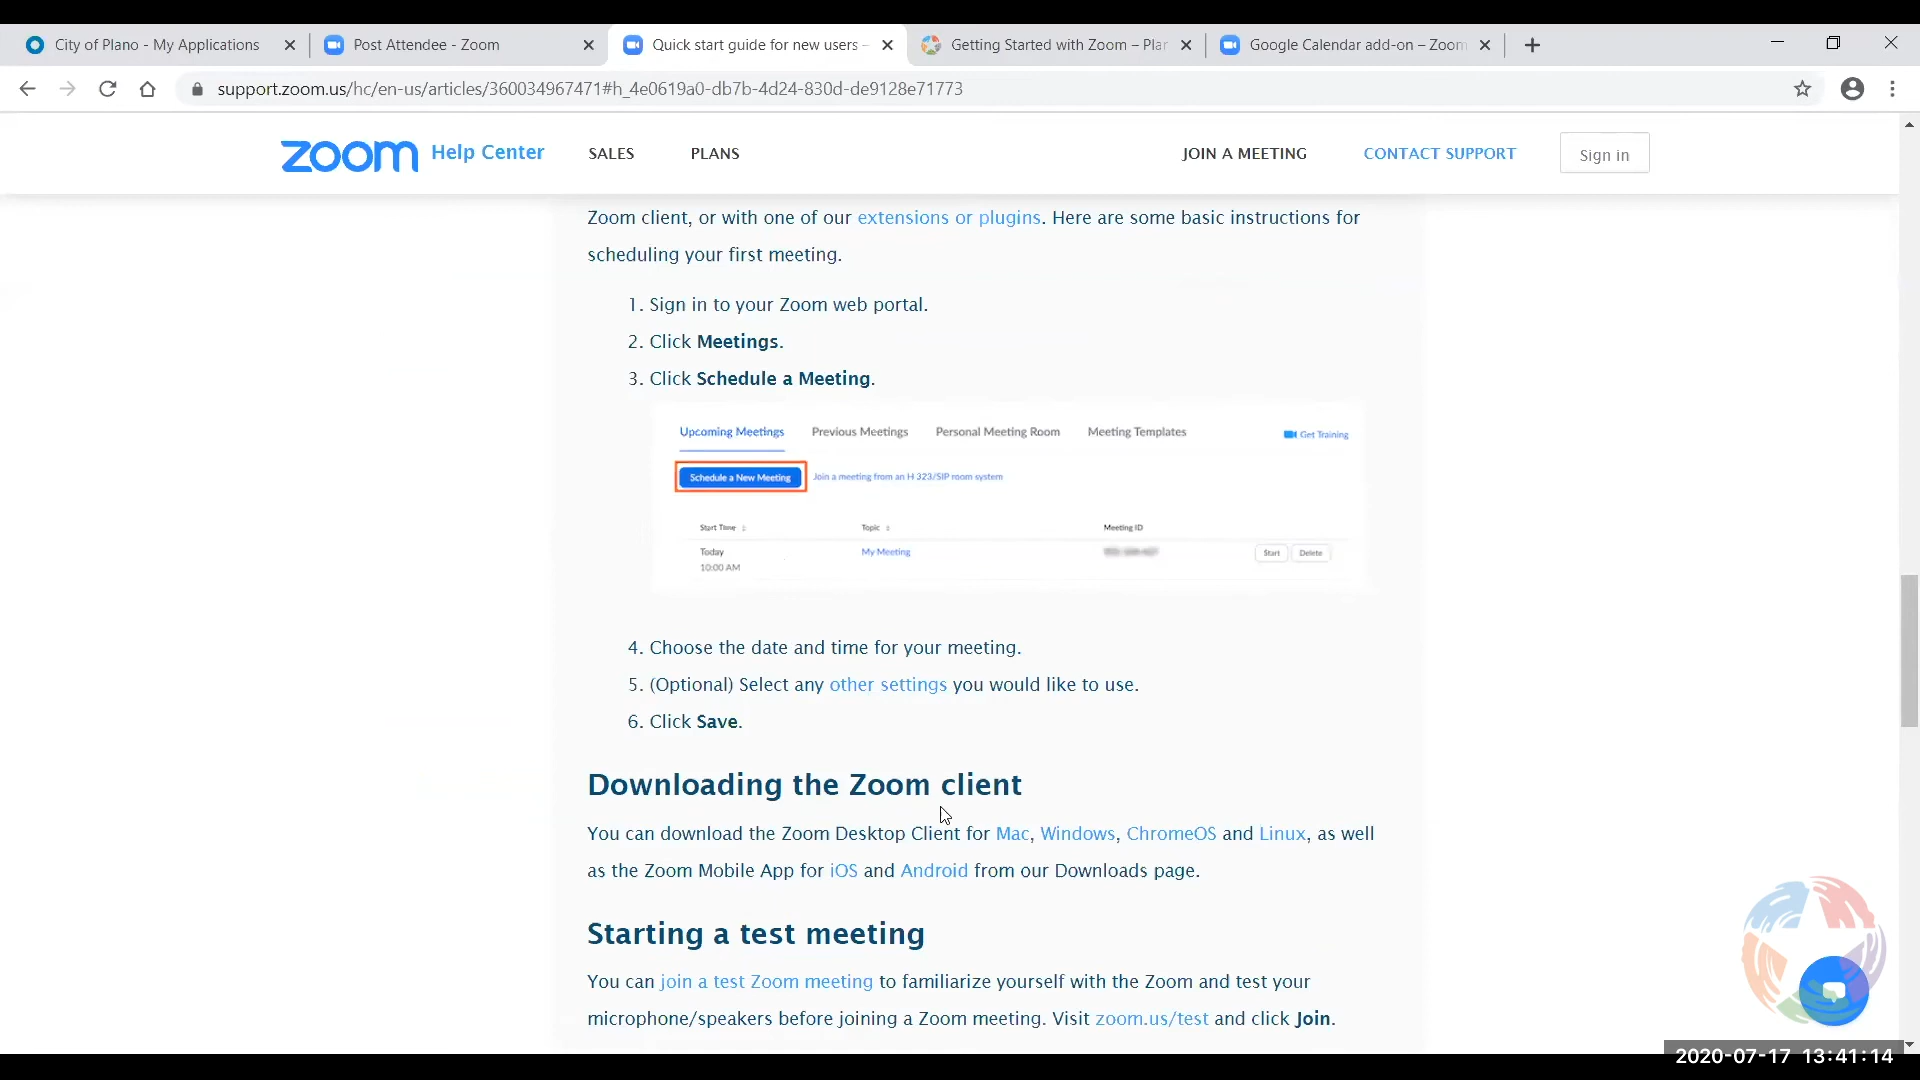 City of Plano - My Applications
Post Attendee - Zoom
Quick start guide for new users -
Getting Started with Zoom – Plan
Google Calendar add-on – Zoom
support.zoom.us/hc/en-us/articles/360034967471#h_4e0619a0-db7b-4d24-830d-de9128e71773
zoom Help Center SALES PLANS JOIN A MEETING CONTACT SUPPORT Sign in
Zoom client, or with one of our extensions or plugins. Here are some basic instructions for
scheduling your first meeting.
1. Sign in to your Zoom web portal.
2. Click Meetings.
3. Click Schedule a Meeting.
Upcoming Meetings Previous Meetings Personal Meeting Room Meeting Templates Get Training
Schedule a New Meeting Join a meeting from an H.323/SIP room system
Start Time Topic Meeting ID
Today My Meeting Start Delete
10:00 AM
4. Choose the date and time for your meeting.
5. (Optional) Select any other settings you would like to use.
6. Click Save.
Downloading the Zoom client
You can download the Zoom Desktop Client for Mac, Windows, ChromeOS and Linux, as well
as the Zoom Mobile App for iOS and Android from our Downloads page.
Starting a test meeting
You can join a test Zoom meeting to familiarize yourself with the Zoom and test your
microphone/speakers before joining a Zoom meeting. Visit zoom.us/test and click Join.
2020-07-17 13:41:14